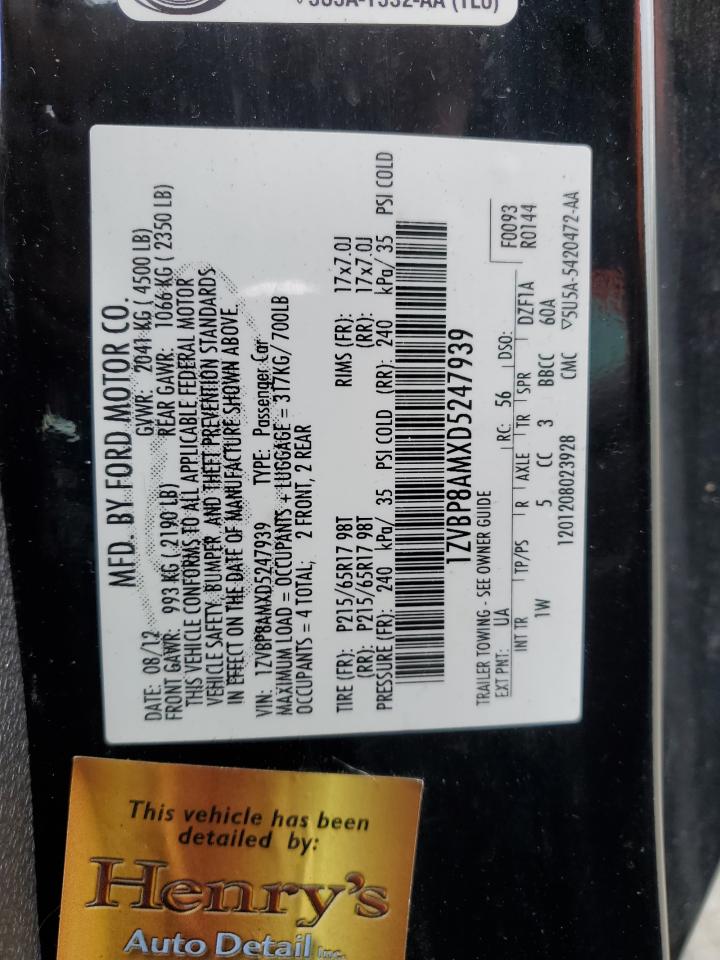 5U5A-1532-AA (TE0)
MFD. BY FORD MOTOR CO.
DATE: 08/12 GVWR: 2041 KG ( 4500 LB)
FRONT GAWR: 993 KG ( 2190 LB) REAR GAWR: 1066 KG ( 2350 LB)
THIS VEHICLE CONFORMS TO ALL APPLICABLE FEDERAL MOTOR
VEHICLE SAFETY, BUMPER, AND THEFT PREVENTION STANDARDS
IN EFFECT ON THE DATE OF MANUFACTURE SHOWN ABOVE.
VIN: 1ZVBP8AMXD5247939 TYPE: Passenger Car
MAXIMUM LOAD = OCCUPANTS + LUGGAGE = 317KG/ 700LB
OCCUPANTS = 4 TOTAL; 2 FRONT, 2 REAR
TIRE (FR): P215/65R17 98T RIMS (FR): 17x7.0J
(RR): P215/65R17 98T (RR): 17x7.0J
PRESSURE (FR): 240 kPa/ 35 PSI COLD (RR): 240 kPa/ 35 PSI COLD
1ZVBP8AMXD5247939
TRAILER TOWING - SEE OWNER GUIDE
EXT PNT: UA RC: 56 DSO: F0093
R0144
INT TR TP/PS R AXLE TR SPR DZF1A
1W 5 CC 3 BBCC 60A
1201208023928 CMC ▽5U5A-5420472-AA
This vehicle has been
detailed by:
Henry's
Auto Detail Inc.